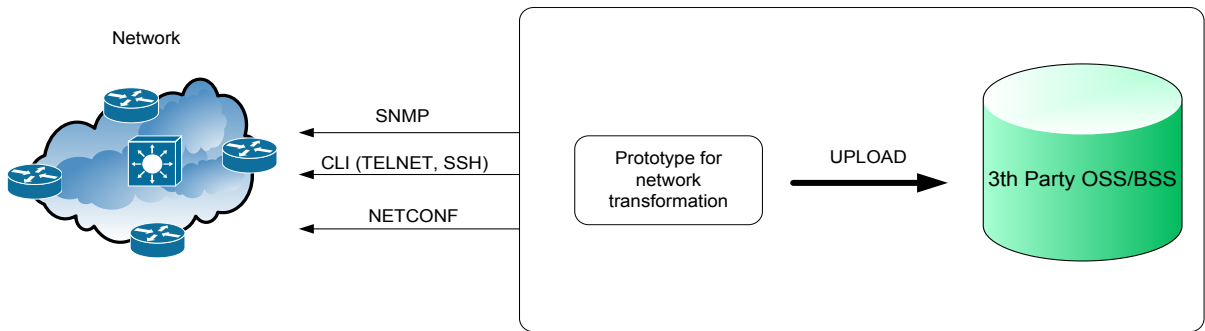 Network
SNMP
CLI (TELNET, SSH)
NETCONF
Prototype for
network
transformation
UPLOAD
3th Party OSS/BSS